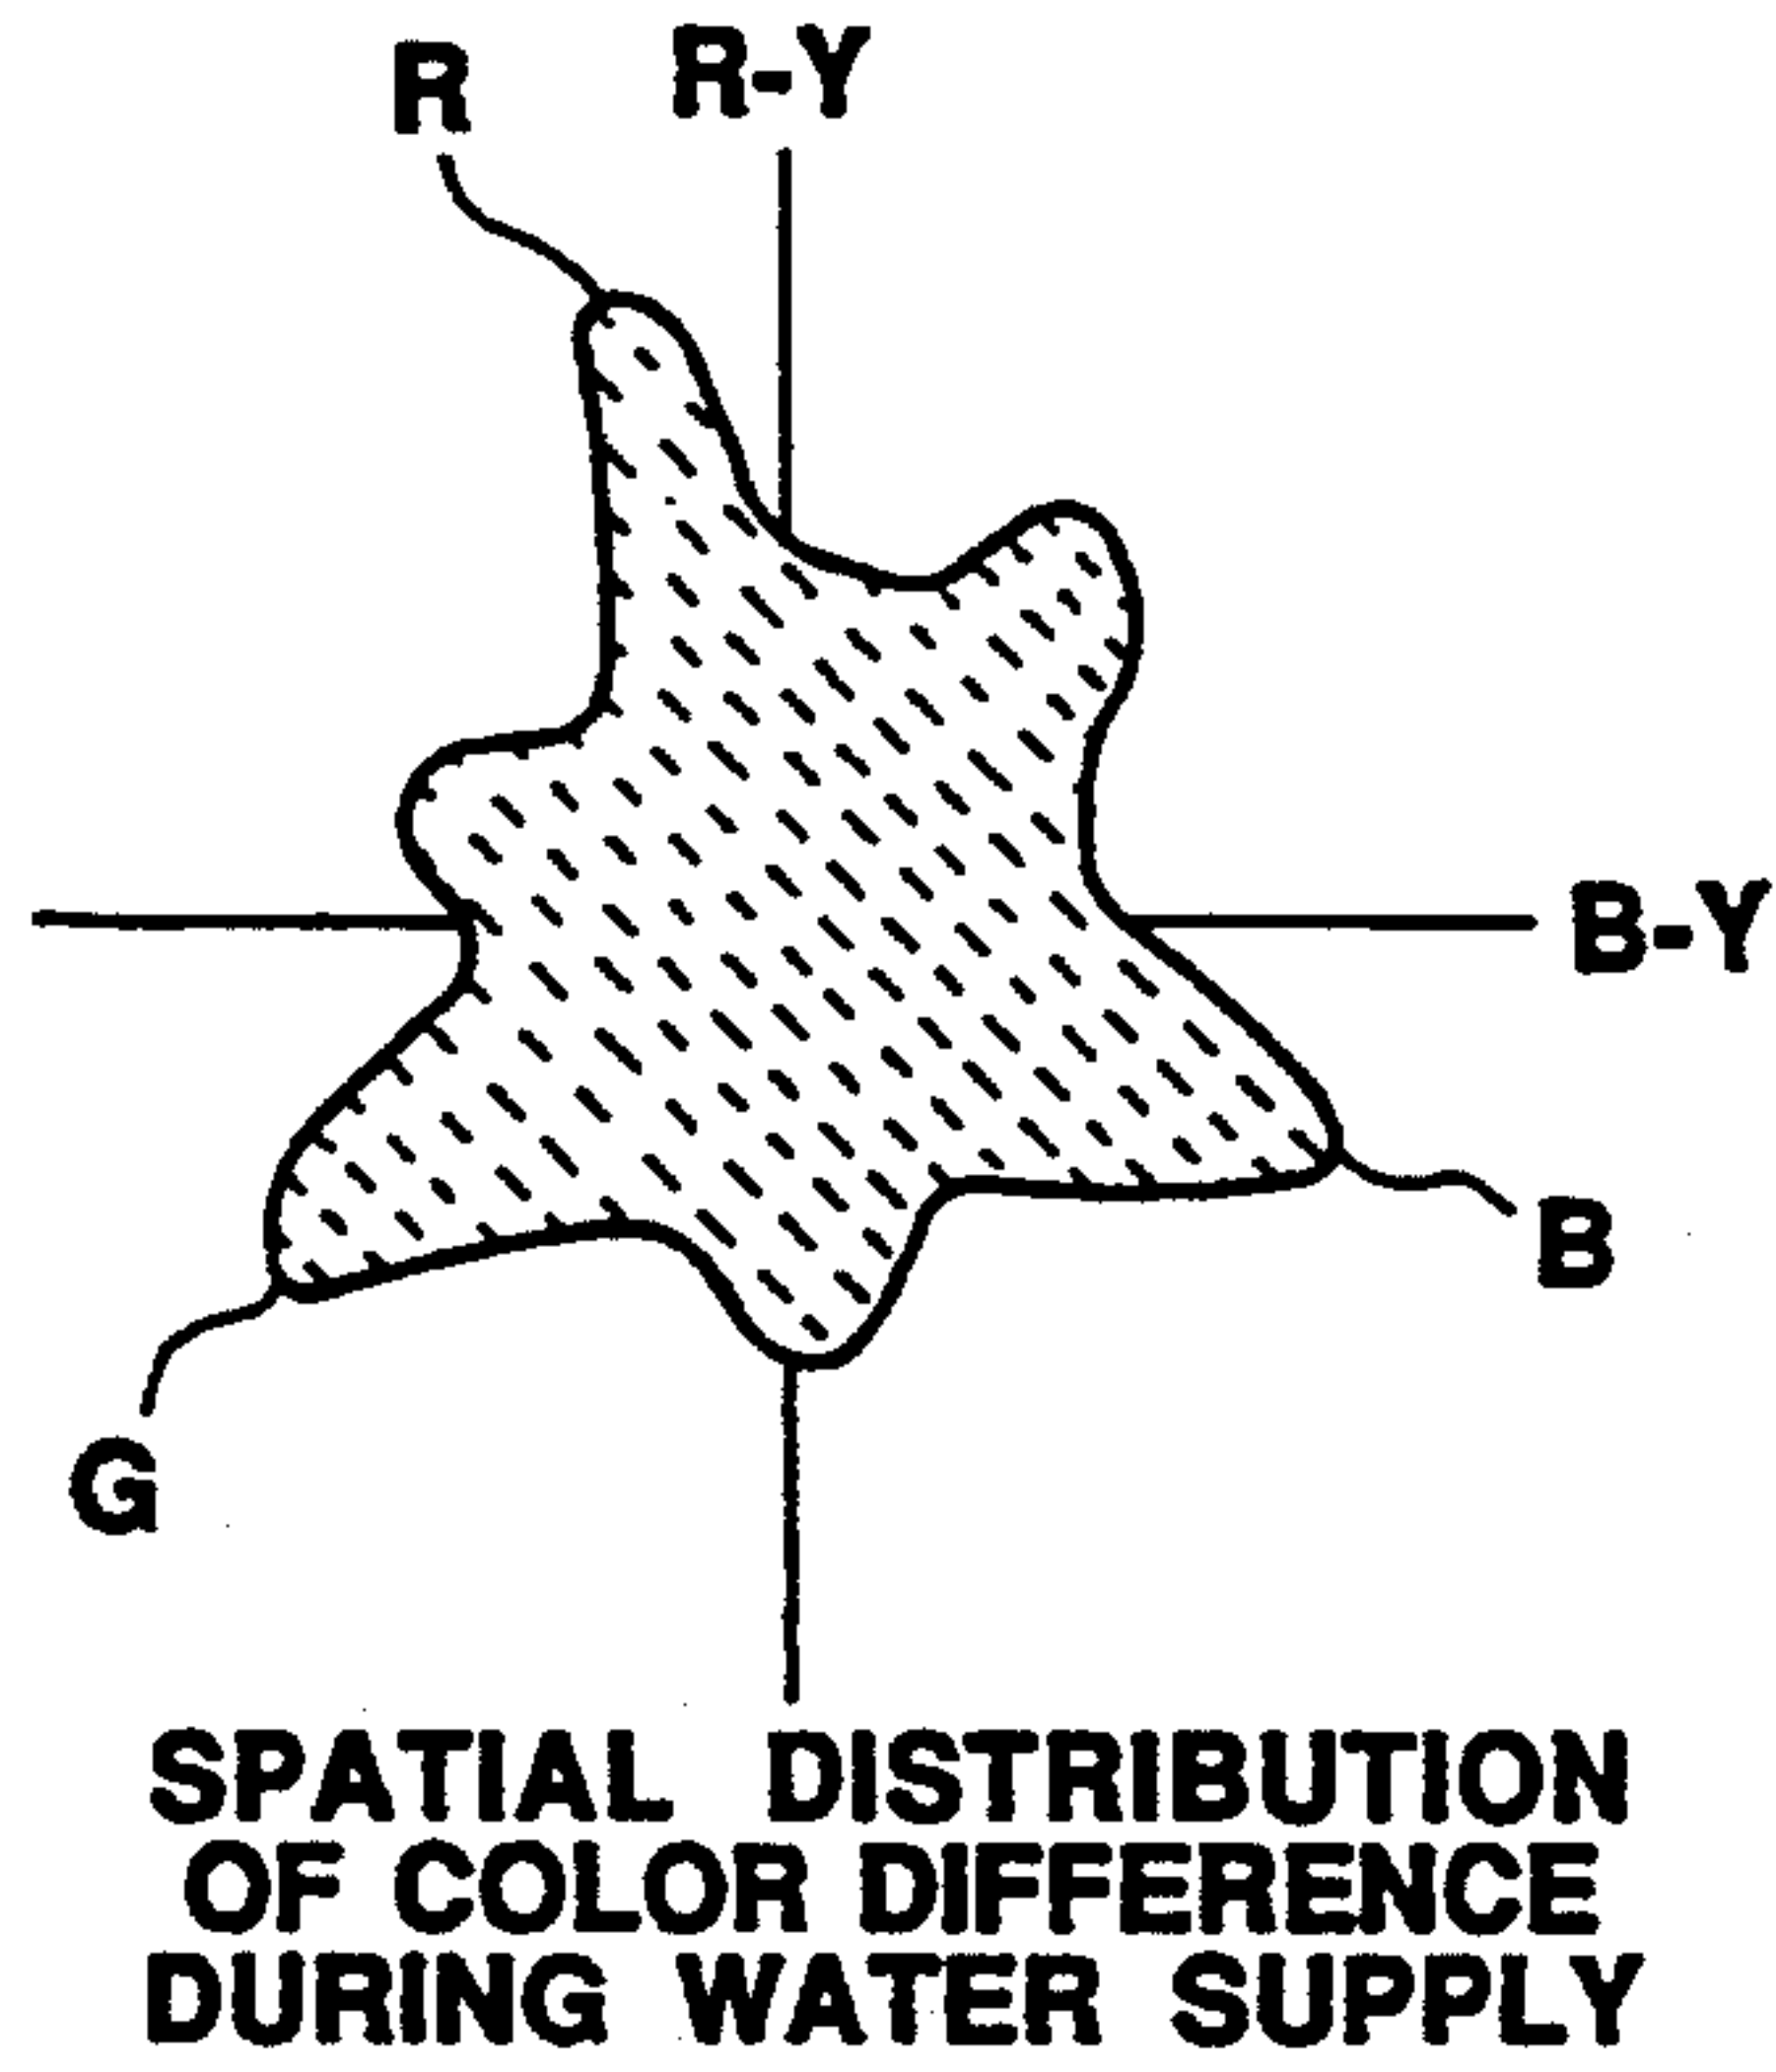 R
R-Y
B-Y
B
G
SPATIAL DISTRIBUTION
OF COLOR DIFFERENCE
DURING WATER SUPPLY